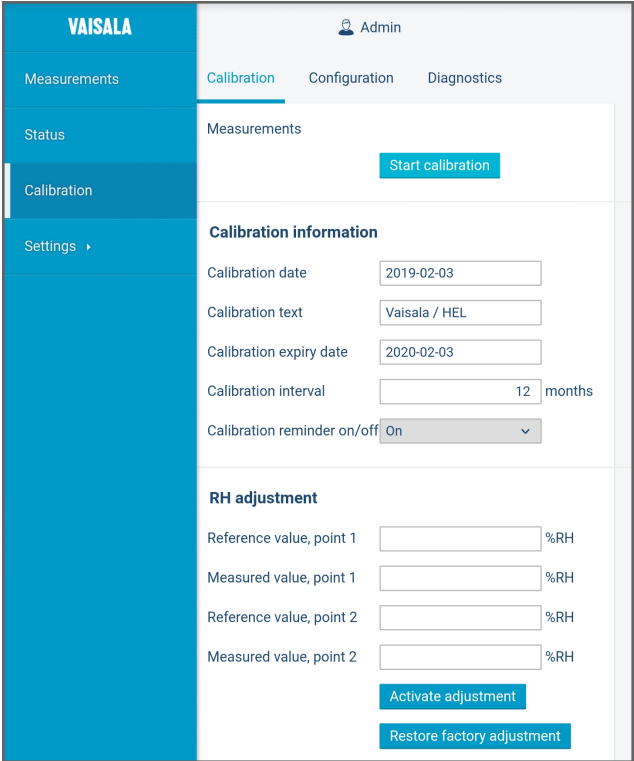 VAISALA
Admin
Measurements
Status
Calibration
Settings
Calibration Configuration Diagnostics
Measurements
Start calibration
Calibration information
Calibration date 2019-02-03
Calibration text Vaisala / HEL
Calibration expiry date 2020-02-03
Calibration interval 12 months
Calibration reminder on/off On
RH adjustment
Reference value, point 1 %RH
Measured value, point 1 %RH
Reference value, point 2 %RH
Measured value, point 2 %RH
Activate adjustment
Restore factory adjustment